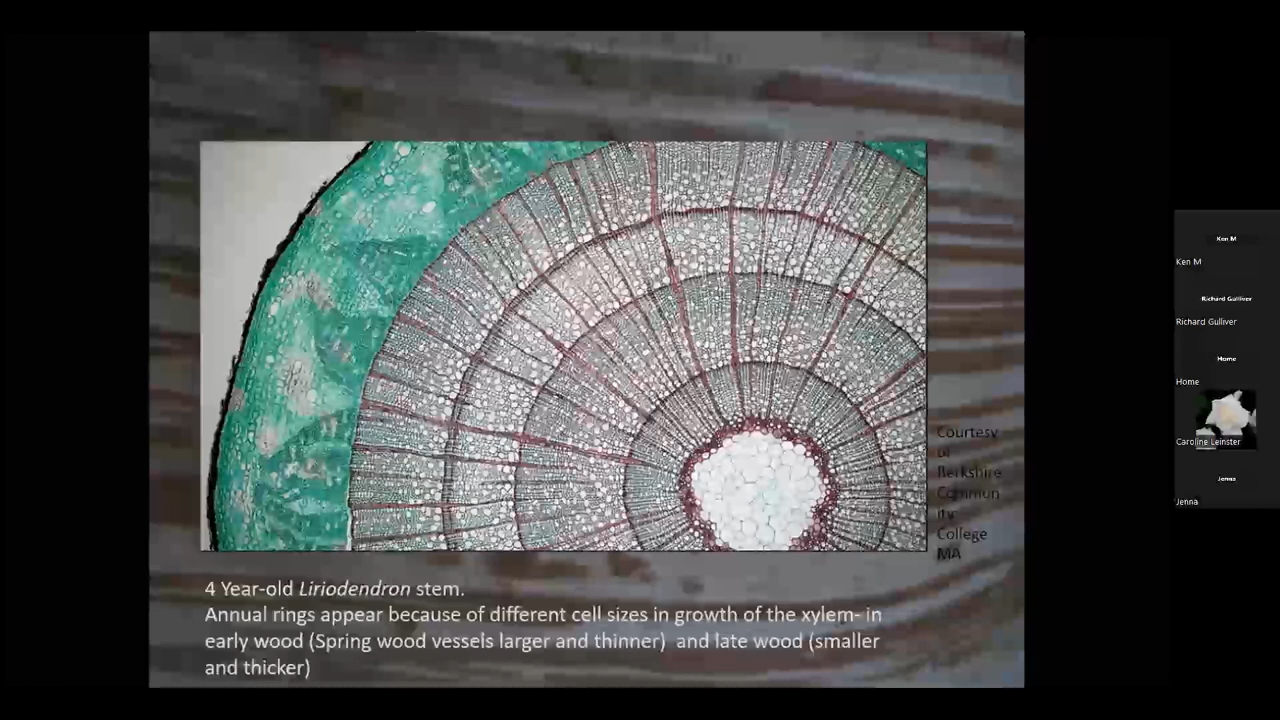 Courtesy
of
Berkshire
Commun
ity
College
MA
4 Year-old Liriodendron stem.
Annual rings appear because of different cell sizes in growth of the xylem- in
early wood (Spring wood vessels larger and thinner)  and late wood (smaller
and thicker)
Ken M
Ken M
Richard Gulliver
Richard Gulliver
Home
Home
Caroline Leinster
Jenna
Jenna